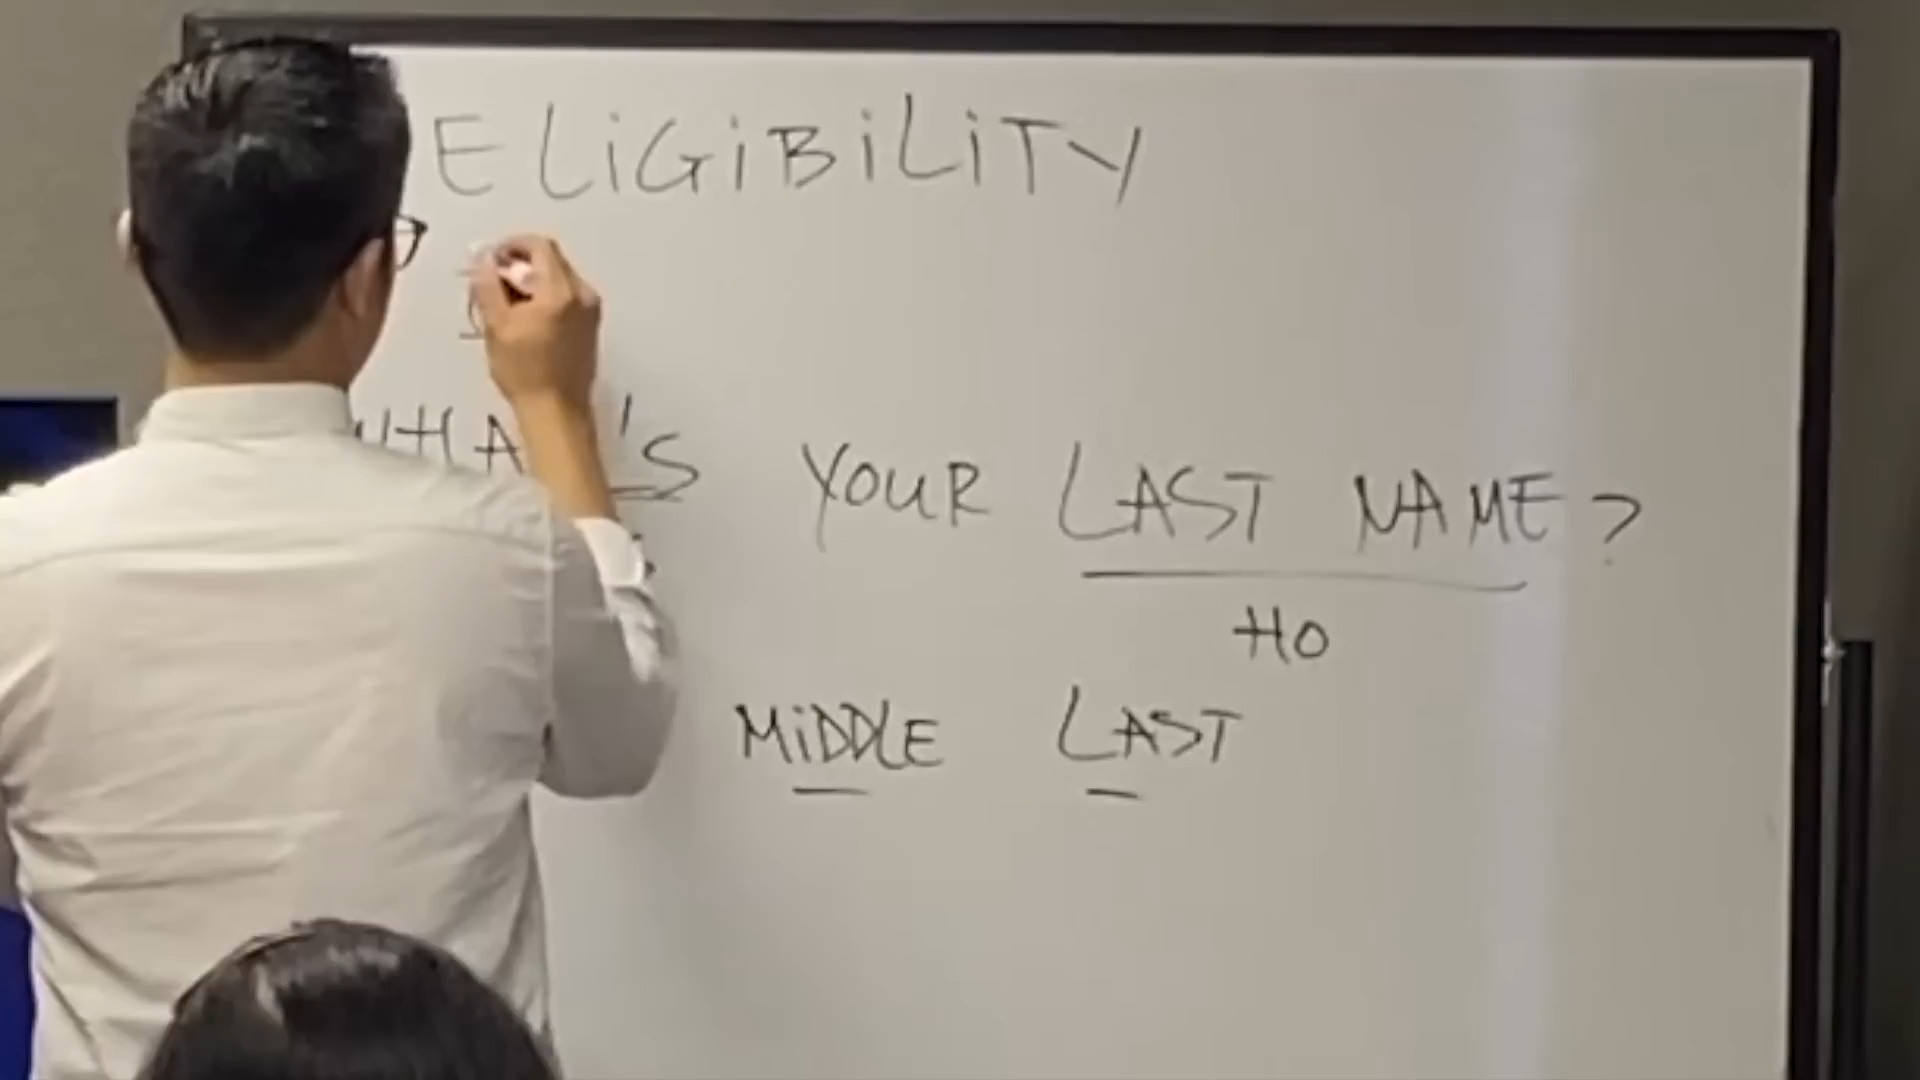 ELiGiBiLiTY
'S YOUR LAST NAME?
HO
MiDDLE LAST